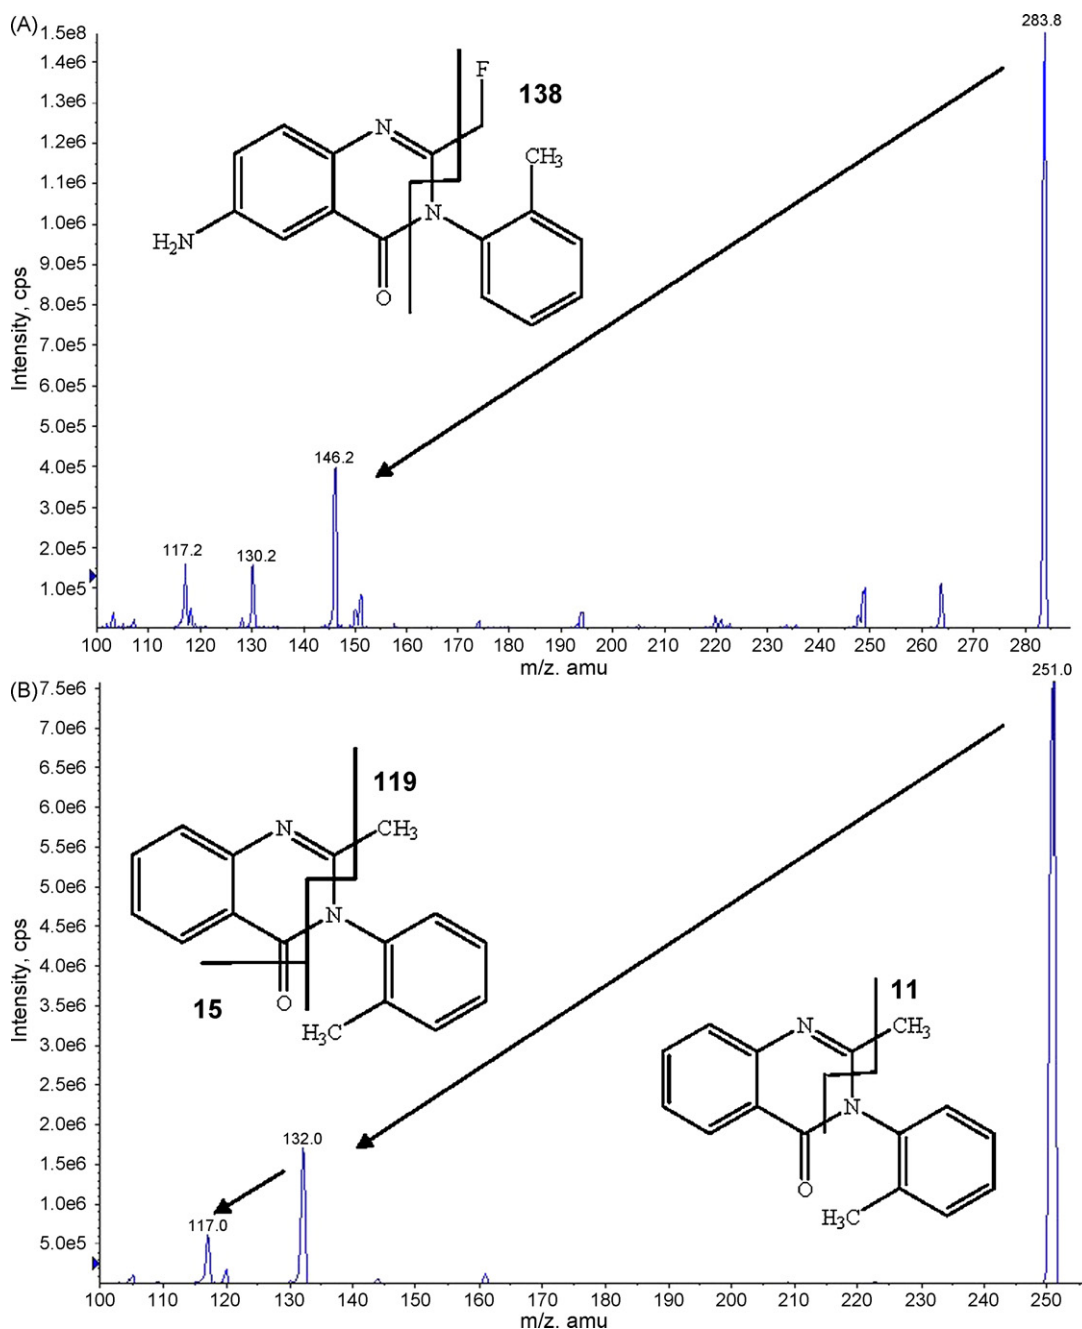 (A)
1.5e8
1.4e6
1.3e6
1.2e6
1.1e6
1.0e6
9.0e5
8.0e5
7.0e5
6.0e5
5.0e5
4.0e5
3.0e5
2.0e5
1.0e5
Intensity, cps
283.8
F
138
N
CH3
N
H2N
O
146.2
117.2
130.2
100 110 120 130 140 150 160 170 180 190 200 210 220 230 240 250 260 270 280
m/z. amu
(B)
7.5e6
7.0e6
6.5e6
6.0e6
5.5e6
5.0e6
4.5e6
4.0e6
3.5e6
3.0e6
2.5e6
2.0e6
1.5e6
1.0e6
5.0e5
Intensity, cps
251.0
119
N
CH3
N
15
O
H3C
11
N
CH3
N
O
H3C
132.0
117.0
100 110 120 130 140 150 160 170 180 190 200 210 220 230 240 250
m/z. amu